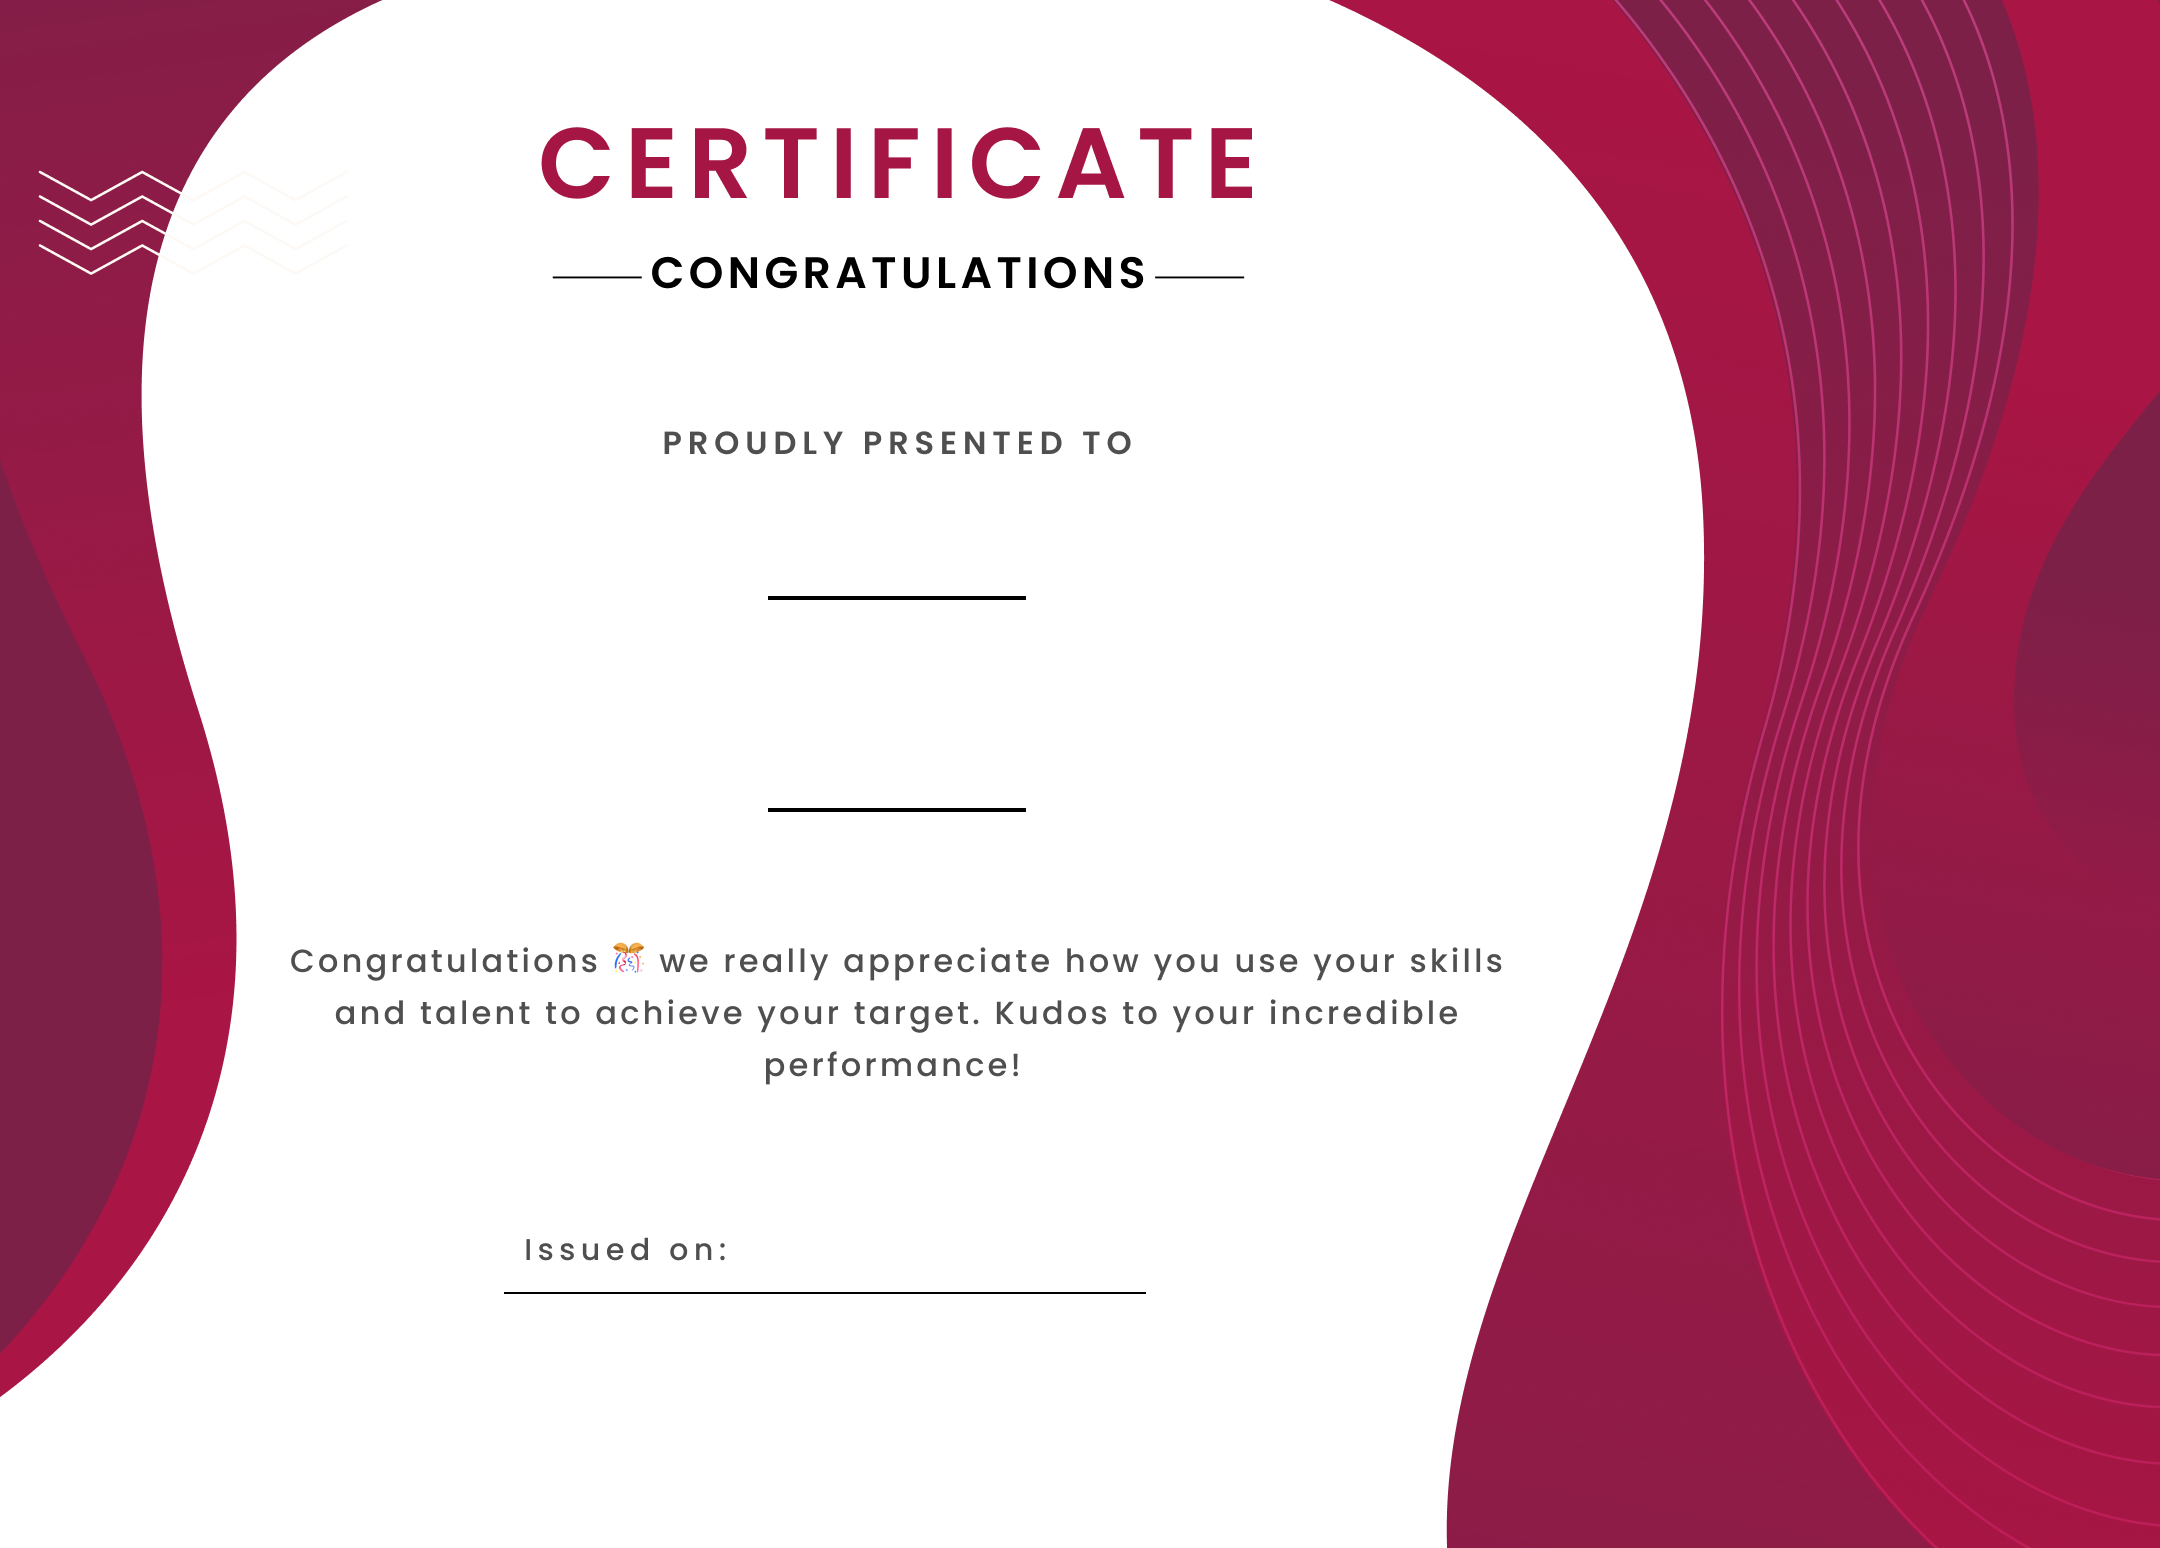 CERTIFICATE
CONGRATULATIONS
PROUDLY PRSENTED TO
Congratulations 🎊 we really appreciate how you use your skills
and talent to achieve your target. Kudos to your incredible
performance!
Issued on: